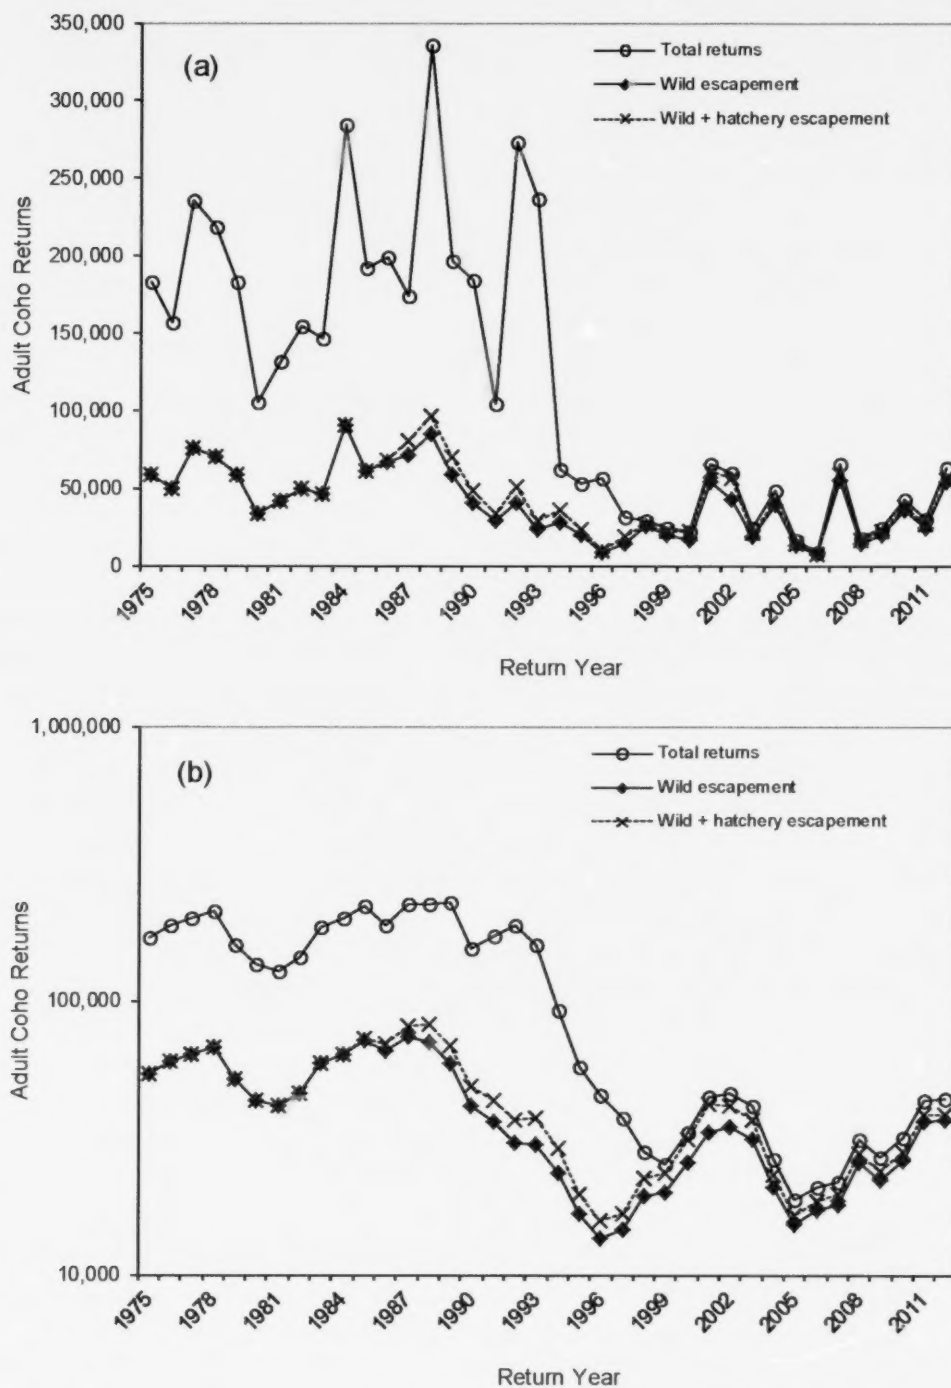 350,000
300,000
250,000
200,000
150,000
100,000
50,000
0
Adult Coho Returns
(a)
Total returns
Wild escapement
Wild + hatchery escapement
1975 1978 1981 1984 1987 1990 1993 1996 1999 2002 2005 2008 2011
Return Year
1,000,000
100,000
10,000
Adult Coho Returns
(b)
Total returns
Wild escapement
Wild + hatchery escapement
1975 1978 1981 1984 1987 1990 1993 1996 1999 2002 2005 2008 2011
Return Year